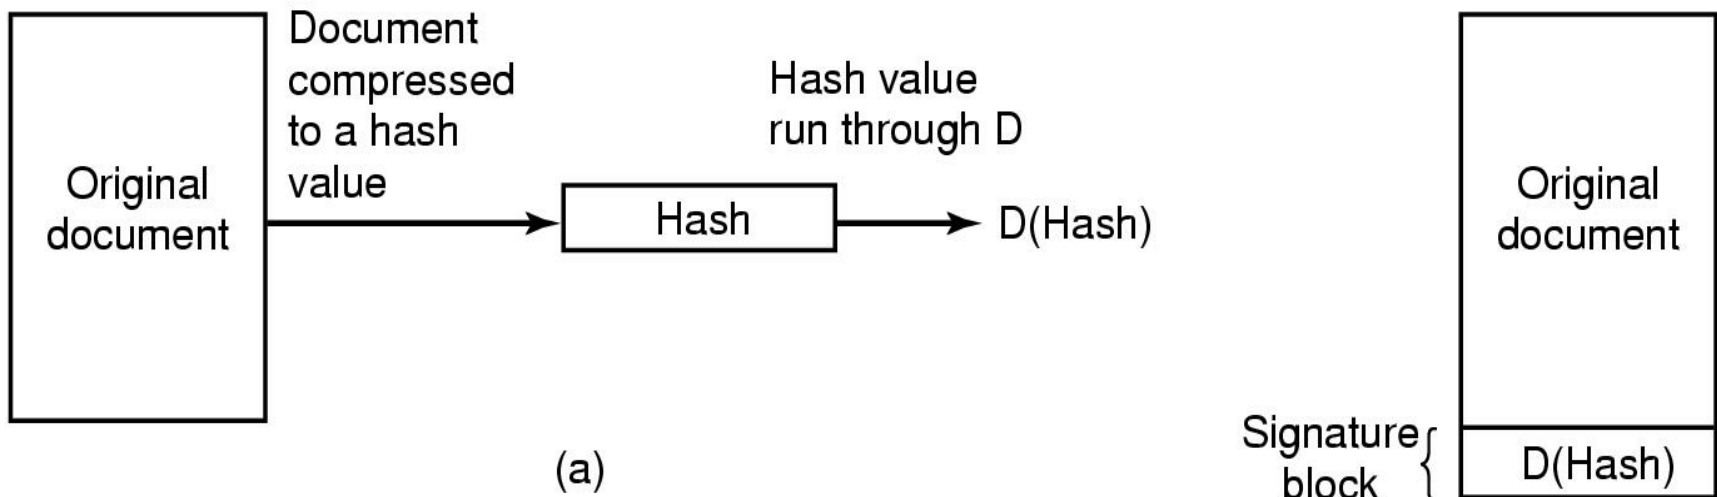 Original
document
Document
compressed
to a hash
value
Hash
Hash value
run through D
D(Hash)
(a)
Original
document
Signature
block
D(Hash)